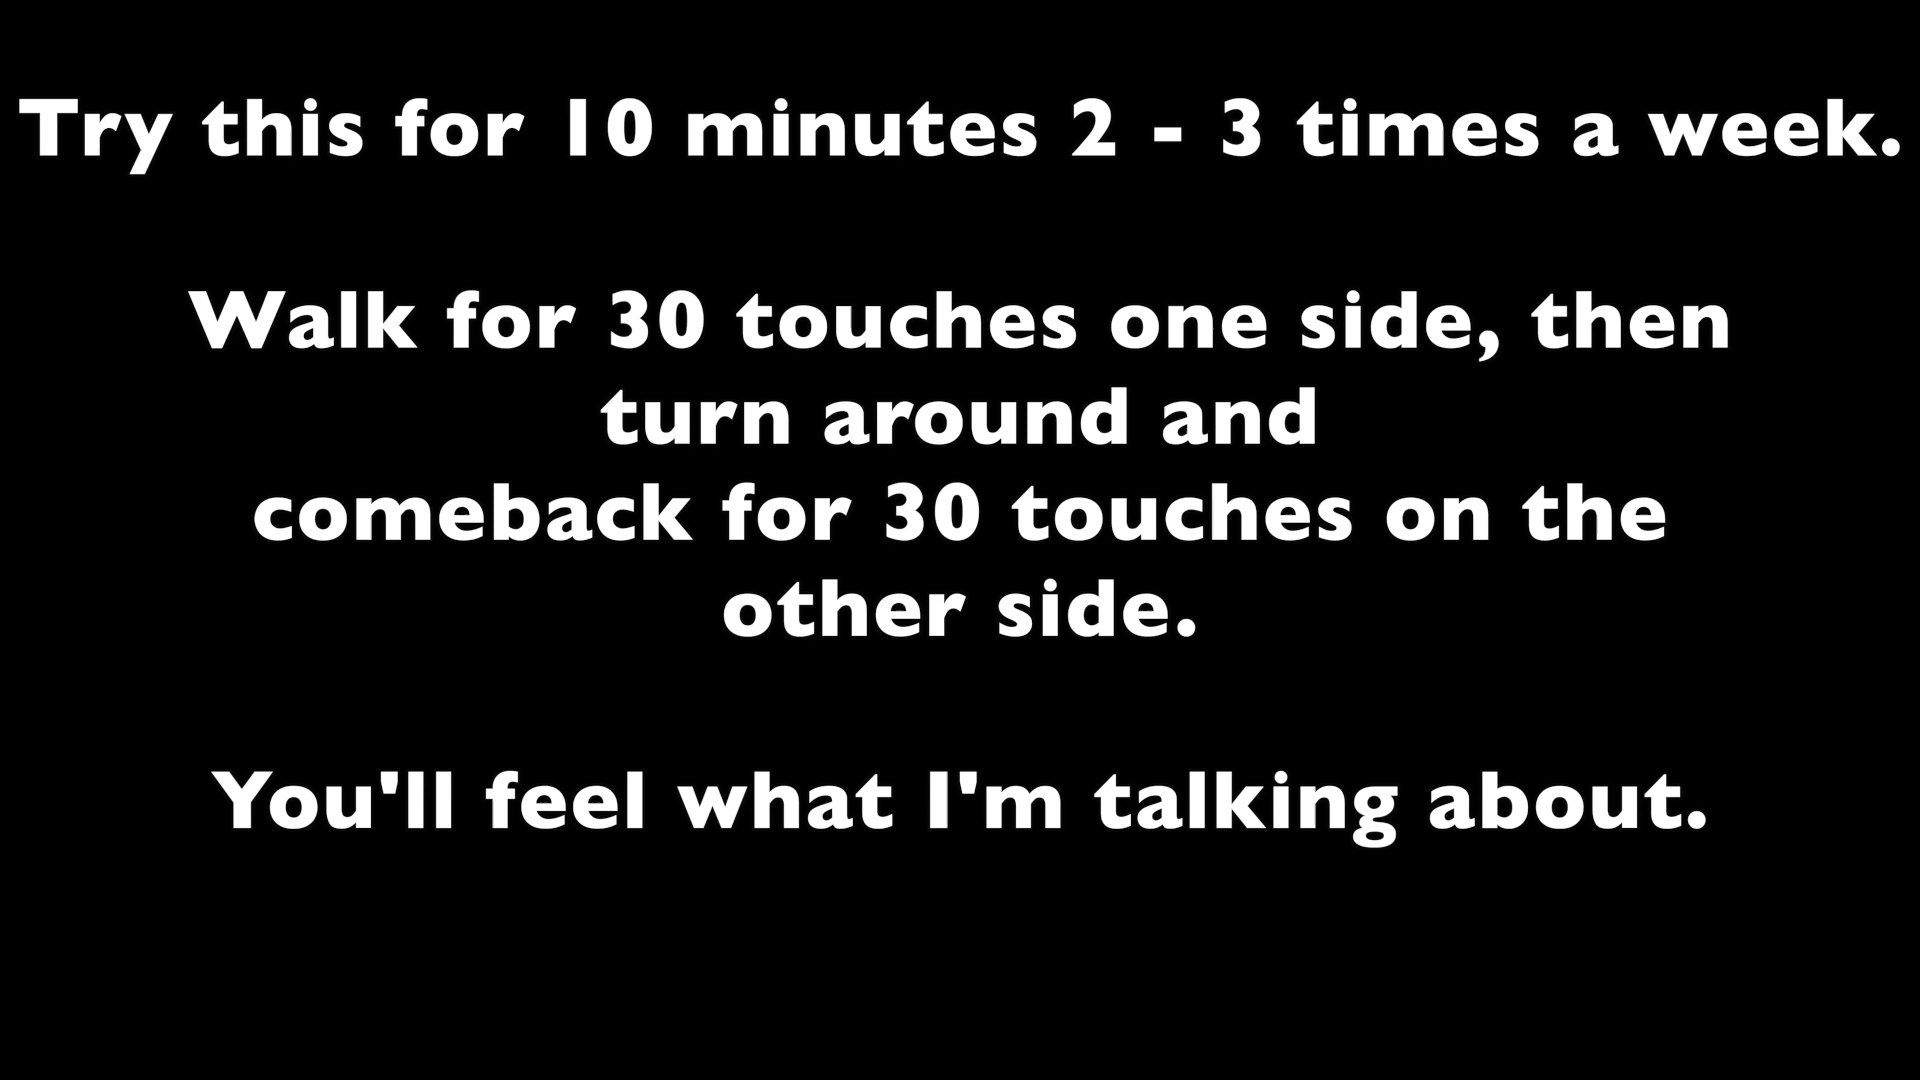 Try this for 10 minutes 2 - 3 times a week.
Walk for 30 touches one side, then
turn around and
comeback for 30 touches on the
other side.
You'll feel what I'm talking about.